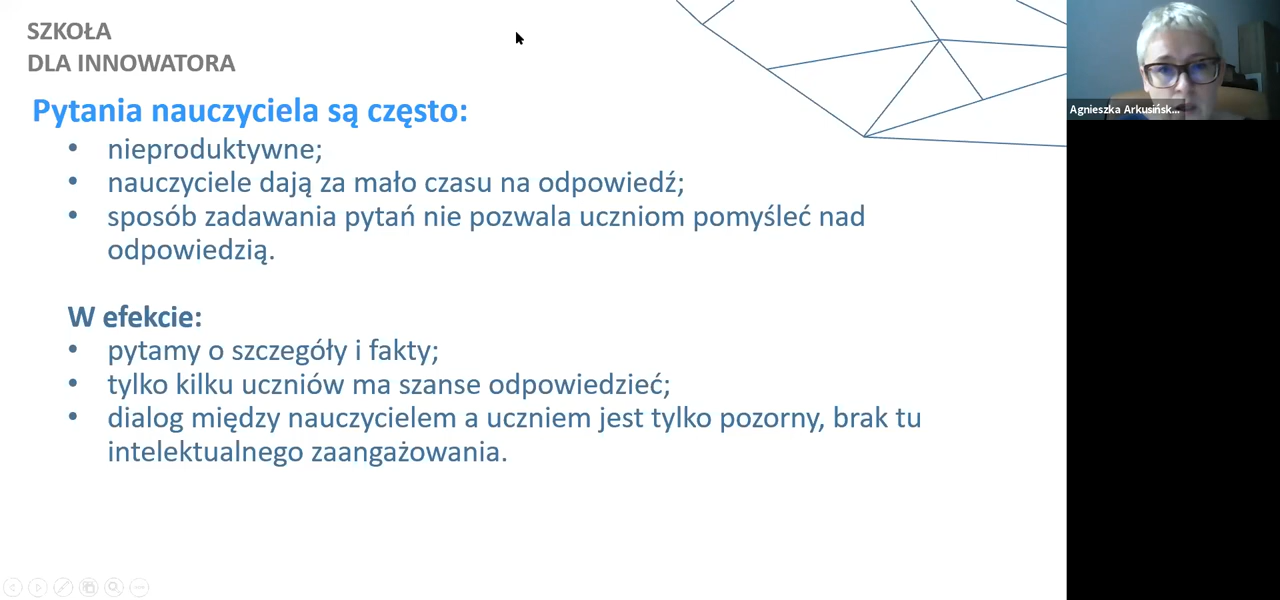 SZKOŁA
DLA INNOWATORA
Pytania nauczyciela są często:
• nieproduktywne;
• nauczyciele dają za mało czasu na odpowiedź;
• sposób zadawania pytań nie pozwala uczniom pomyśleć nad
odpowiedzią.
W efekcie:
• pytamy o szczegóły i fakty;
• tylko kilku uczniów ma szanse odpowiedzieć;
• dialog między nauczycielem a uczniem jest tylko pozorny, brak tu
intelektualnego zaangażowania.
Agnieszka Arkusińsk...